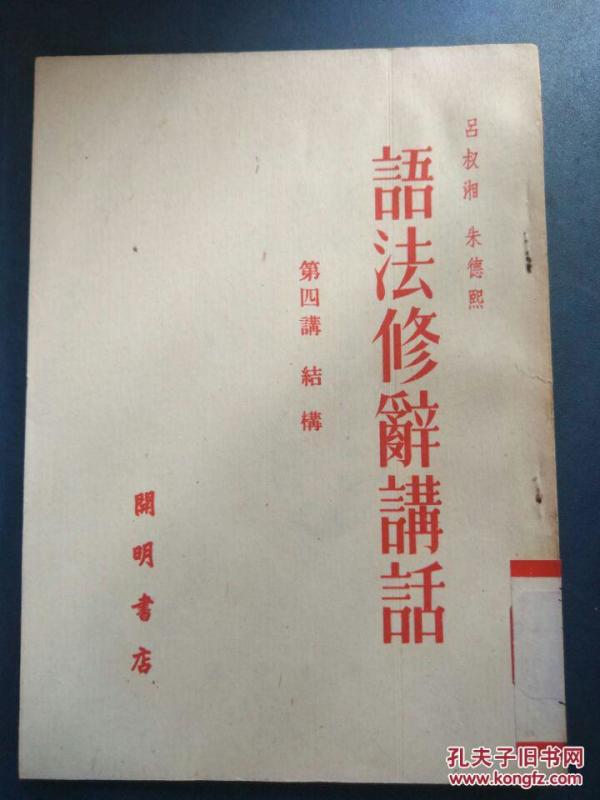 呂叔湘 朱德熙
語法修辭講話
第四講 結構
開明書店
孔夫子旧书网
www.kongfz.com